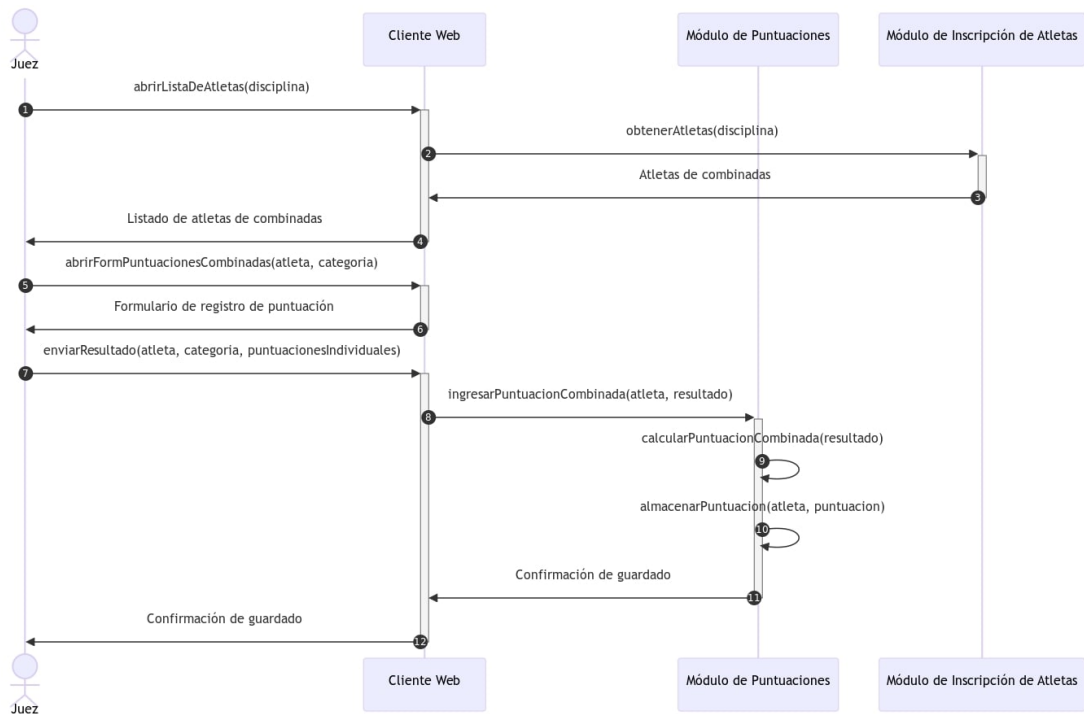 Juez
Cliente Web
Módulo de Puntuaciones
Módulo de Inscripción de Atletas
abrirListaDeAtletas(disciplina)
1
obtenerAtletas(disciplina)
2
Atletas de combinadas
3
Listado de atletas de combinadas
4
abrirFormPuntuacionesCombinadas(atleta, categoria)
5
Formulario de registro de puntuación
6
enviarResultado(atleta, categoria, puntuacionesIndividuales)
7
ingresarPuntuacionCombinada(atleta, resultado)
8
calcularPuntuacionCombinada(resultado)
9
almacenarPuntuacion(atleta, puntuacion)
10
Confirmación de guardado
11
Confirmación de guardado
12
Juez
Cliente Web
Módulo de Puntuaciones
Módulo de Inscripción de Atletas